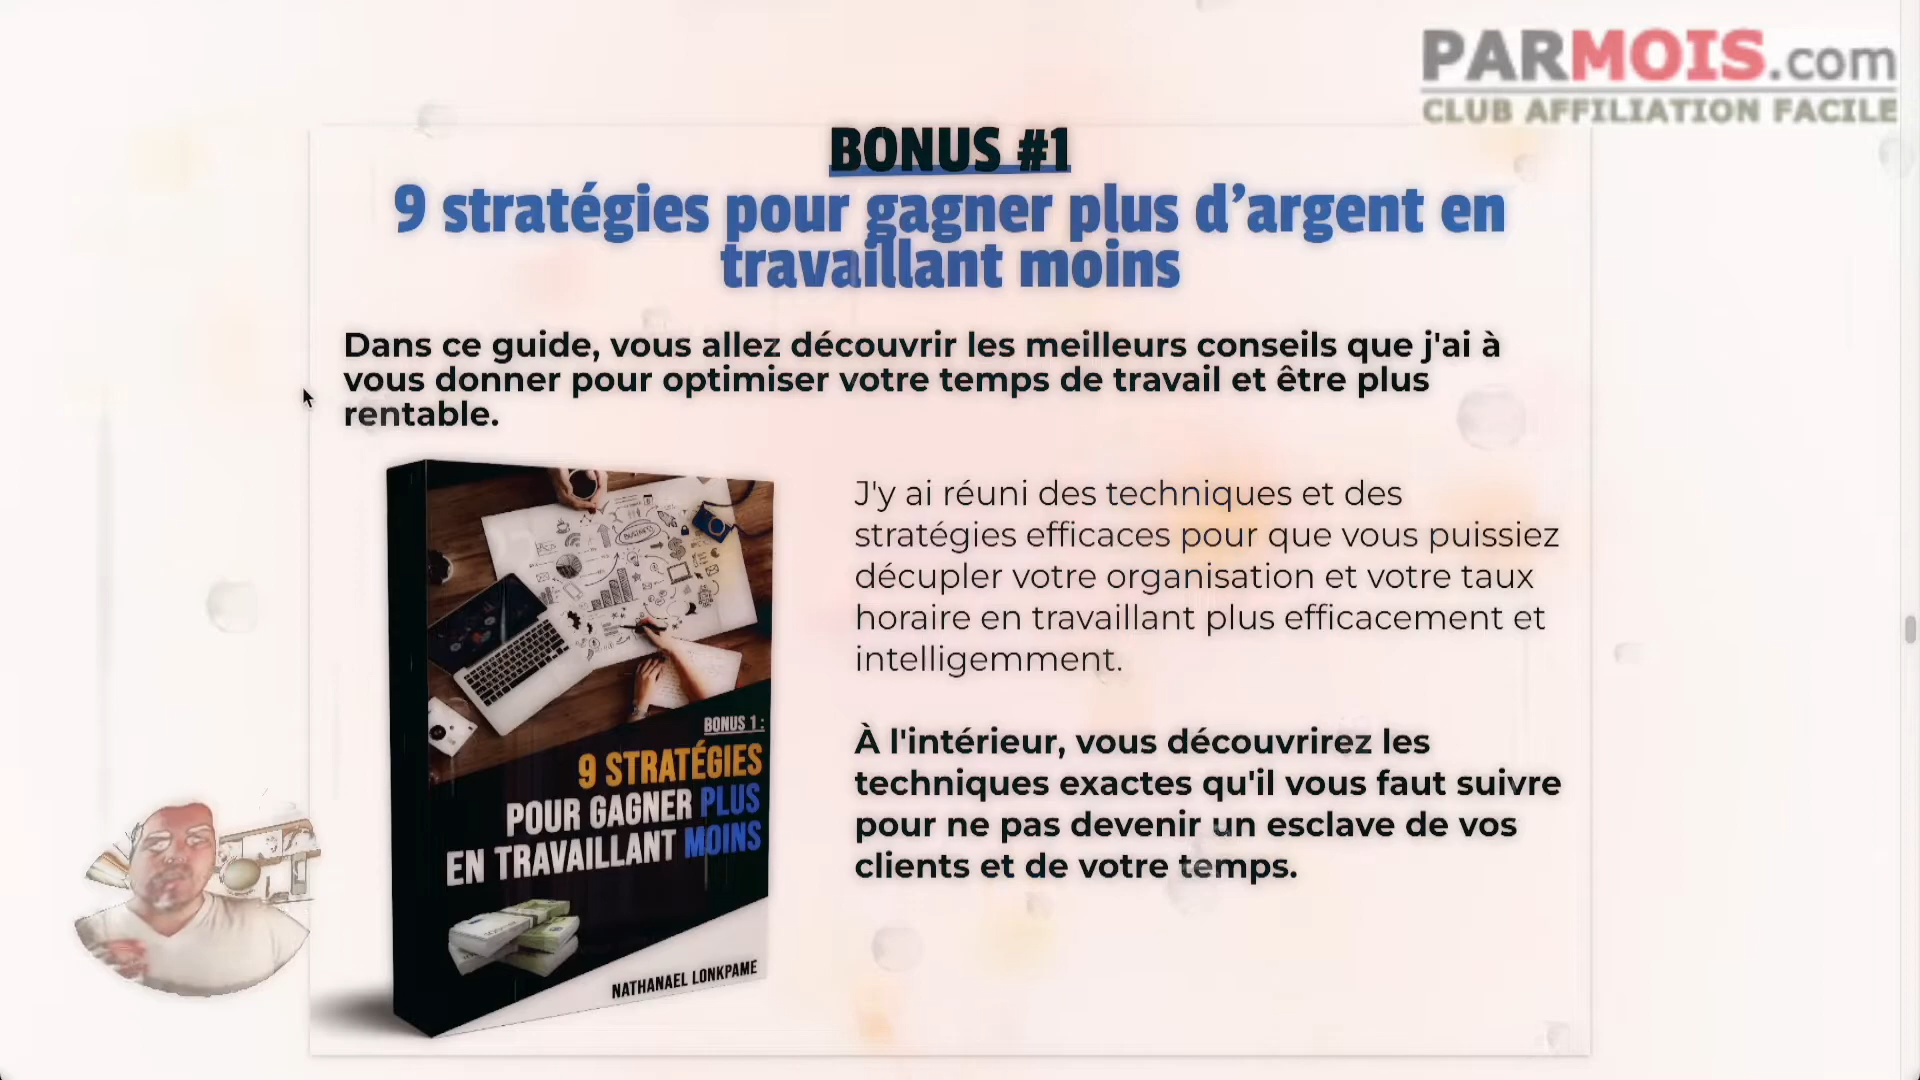 PARMOIS.com
CLUB AFFILIATION FACILE
BONUS #1
9 stratégies pour gagner plus d’argent en
travaillant moins
Dans ce guide, vous allez découvrir les meilleurs conseils que j'ai à
vous donner pour optimiser votre temps de travail et être plus
rentable.
J'y ai réuni des techniques et des
stratégies efficaces pour que vous puissiez
décupler votre organisation et votre taux
horaire en travaillant plus efficacement et
intelligemment.
À l'intérieur, vous découvrirez les
techniques exactes qu'il vous faut suivre
pour ne pas devenir un esclave de vos
clients et de votre temps.
BUSINESS
BONUS 1 :
9 STRATÉGIES
POUR GAGNER PLUS
EN TRAVAILLANT MOINS
NATHANAEL LONKPAME